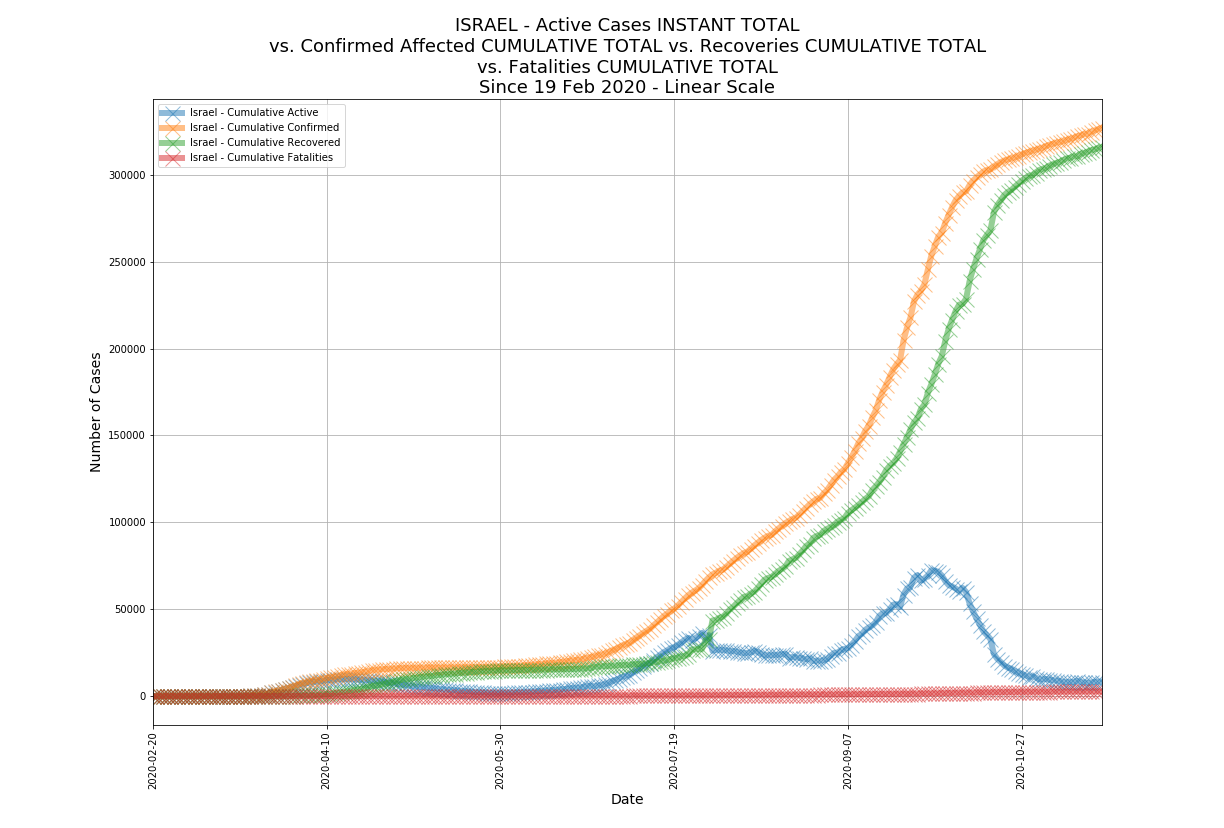 ISRAEL - Active Cases INSTANT TOTAL
vs. Confirmed Affected CUMULATIVE TOTAL vs. Recoveries CUMULATIVE TOTAL
vs. Fatalities CUMULATIVE TOTAL
Since 19 Feb 2020 - Linear Scale
Israel - Cumulative Active
Israel - Cumulative Confirmed
Israel - Cumulative Recovered
Israel - Cumulative Fatalities
Number of Cases
300000
250000
200000
150000
100000
50000
0
2020-02-20
2020-04-10
2020-05-30
2020-07-19
2020-09-07
2020-10-27
Date